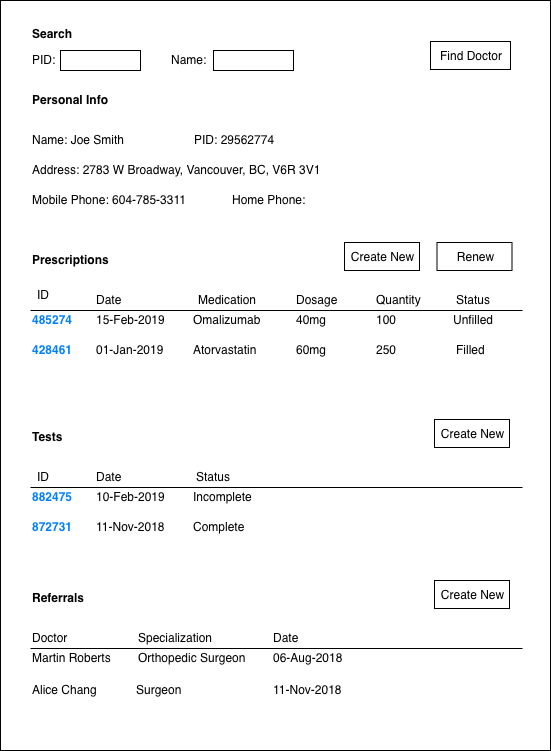 Search
PID: Name: Find Doctor
Personal Info
Name: Joe Smith PID: 29562774
Address: 2783 W Broadway, Vancouver, BC, V6R 3V1
Mobile Phone: 604-785-3311 Home Phone:
Prescriptions Create New Renew
ID Date Medication Dosage Quantity Status
485274 15-Feb-2019 Omalizumab 40mg 100 Unfilled
428461 01-Jan-2019 Atorvastatin 60mg 250 Filled
Tests Create New
ID Date Status
882475 10-Feb-2019 Incomplete
872731 11-Nov-2018 Complete
Referrals Create New
Doctor Specialization Date
Martin Roberts Orthopedic Surgeon 06-Aug-2018
Alice Chang Surgeon 11-Nov-2018